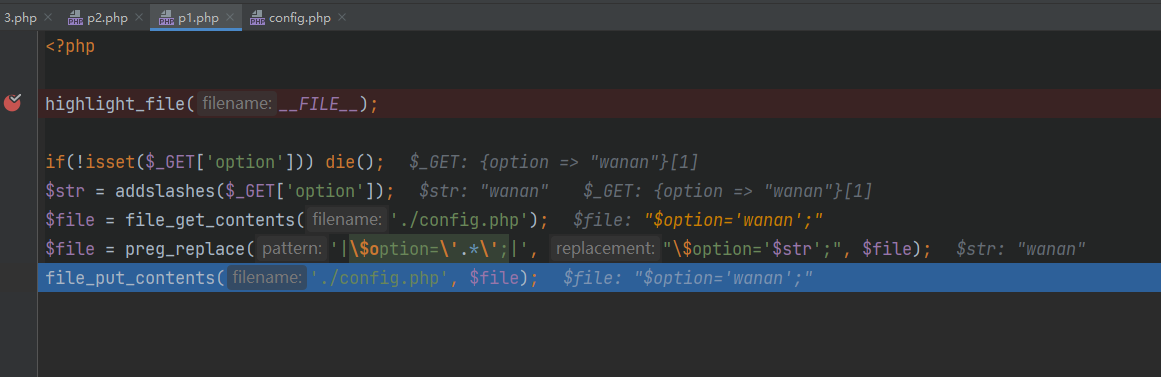 3.php × p2.php × p1.php × config.php ×
<?php
highlight_file( filename: __FILE__);
if(!isset($_GET['option'])) die(); $_GET: {option => "wanan"}[1]
$str = addslashes($_GET['option']); $str: "wanan" $_GET: {option => "wanan"}[1]
$file = file_get_contents( filename: './config.php'); $file: "$option='wanan';"
$file = preg_replace( pattern: '|\$option=\'.*\';|', replacement: "\$option='$str';", $file); $str: "wanan"
file_put_contents( filename: './config.php', $file); $file: "$option='wanan';"